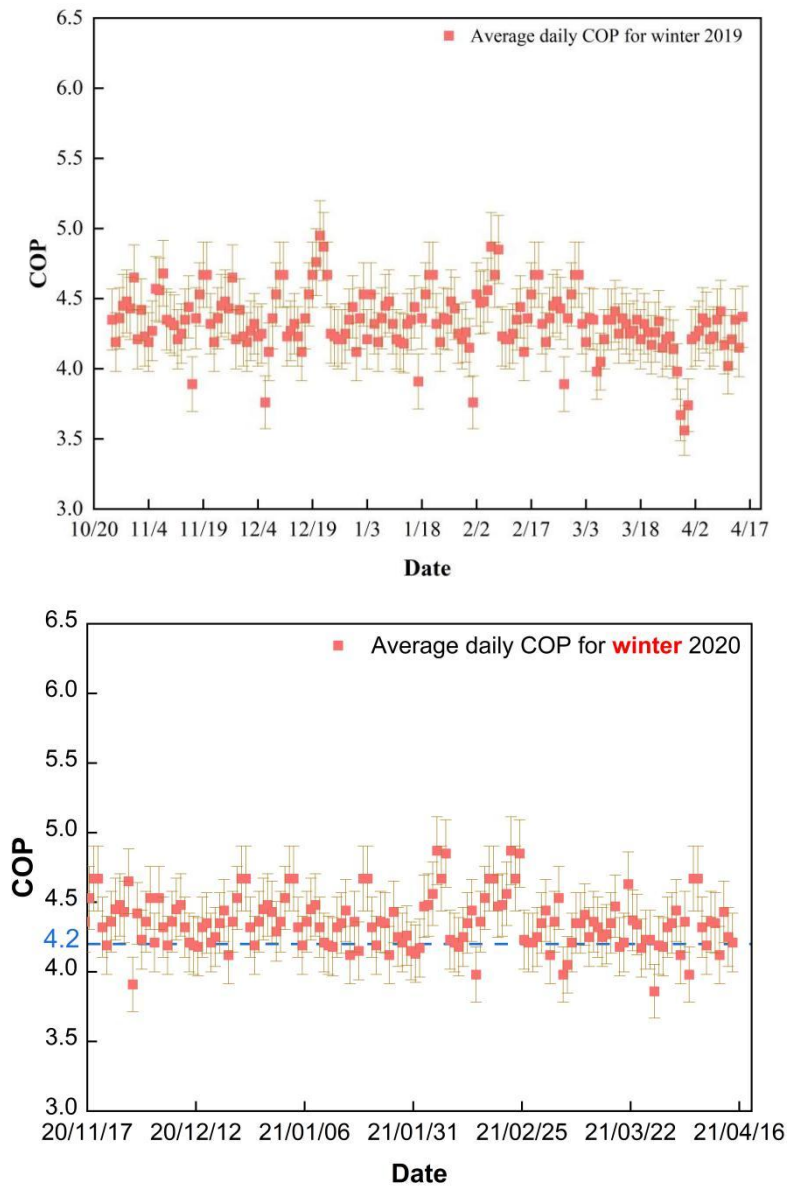 6.5
Average daily COP for winter 2019
6.0
5.5
5.0
COP
4.5
4.0
3.5
3.0
10/20 11/4 11/19 12/4 12/19 1/3 1/18 2/2 2/17 3/3 3/18 4/2 4/17
Date
6.5
Average daily COP for winter 2020
6.0
5.5
5.0
COP
4.5
4.2
4.0
3.5
3.0
20/11/17 20/12/12 21/01/06 21/01/31 21/02/25 21/03/22 21/04/16
Date